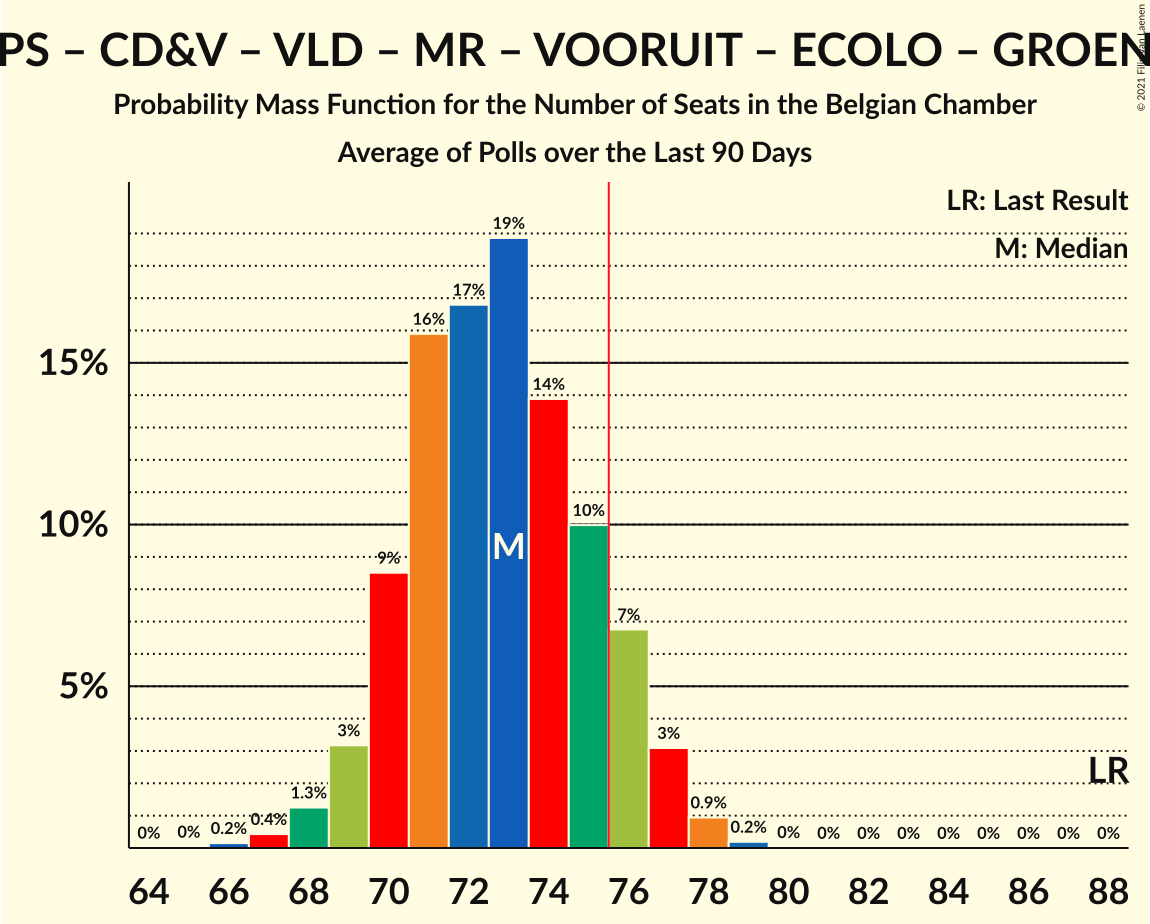 PS – CD&V – VLD – MR – VOORUIT – ECOLO – GROEN
© 2021 Filip van Laenen
Probability Mass Function for the Number of Seats in the Belgian Chamber
Average of Polls over the Last 90 Days
LR: Last Result
M: Median
19%
17%
16%
15%
14%
10%
10%
M
9%
7%
5%
3%
3%
LR
1.3%
0.9%
0.4%
0.2%
0.2%
0% 0% 0% 0% 0% 0% 0% 0% 0% 0% 0%
64 66 68 70 72 74 76 78 80 82 84 86 88